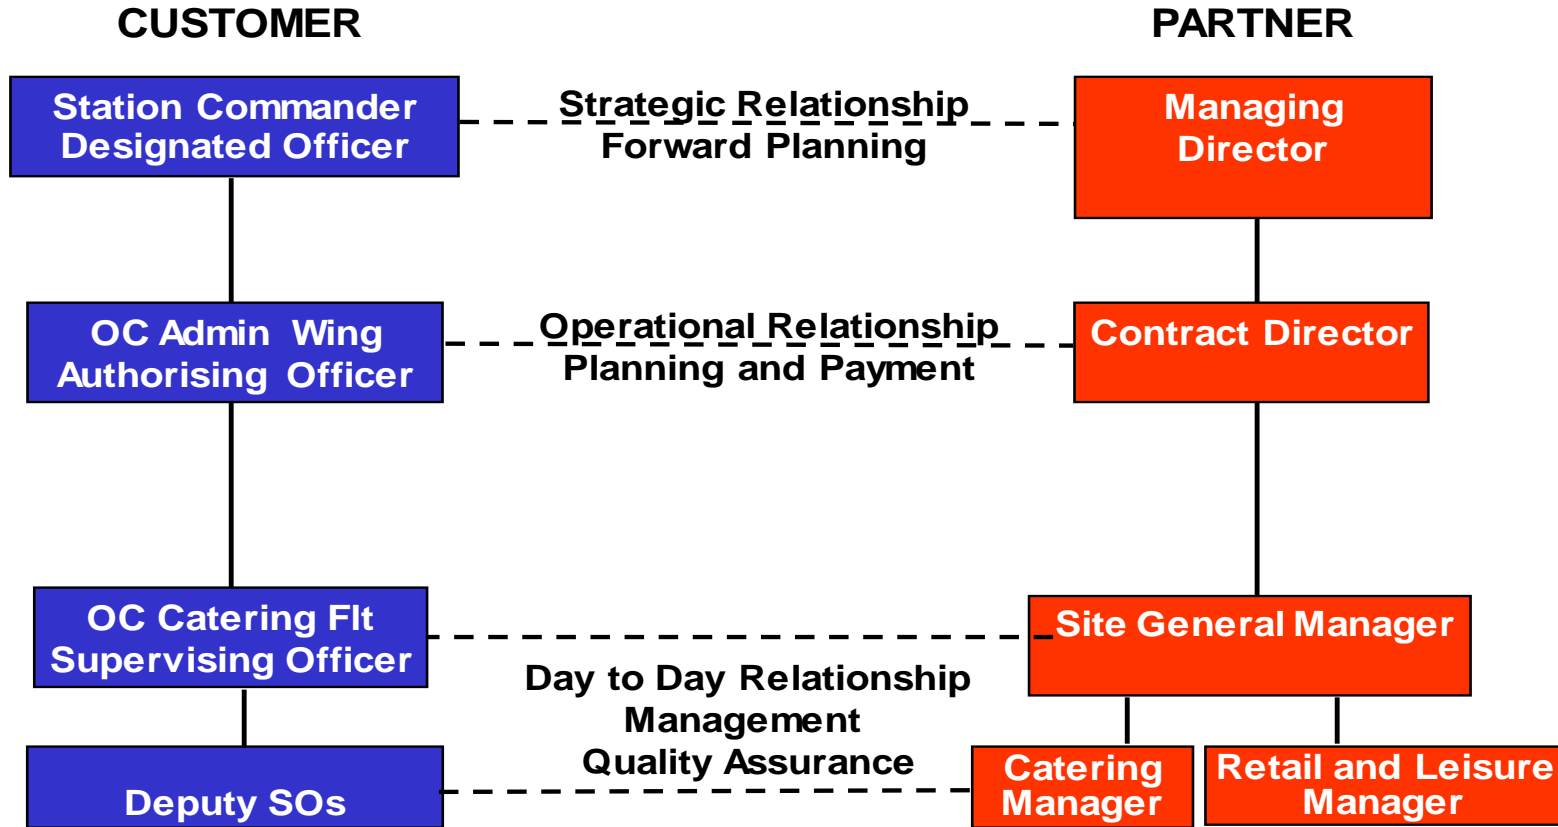 CUSTOMER
PARTNER
Station Commander
Designated Officer
Strategic Relationship
Forward Planning
Managing
Director
OC Admin Wing
Authorising Officer
Operational Relationship
Planning and Payment
Contract Director
OC Catering Flt
Supervising Officer
Site General Manager
Day to Day Relationship
Management
Quality Assurance
Deputy SOs
Catering
Manager
Retail and Leisure
Manager